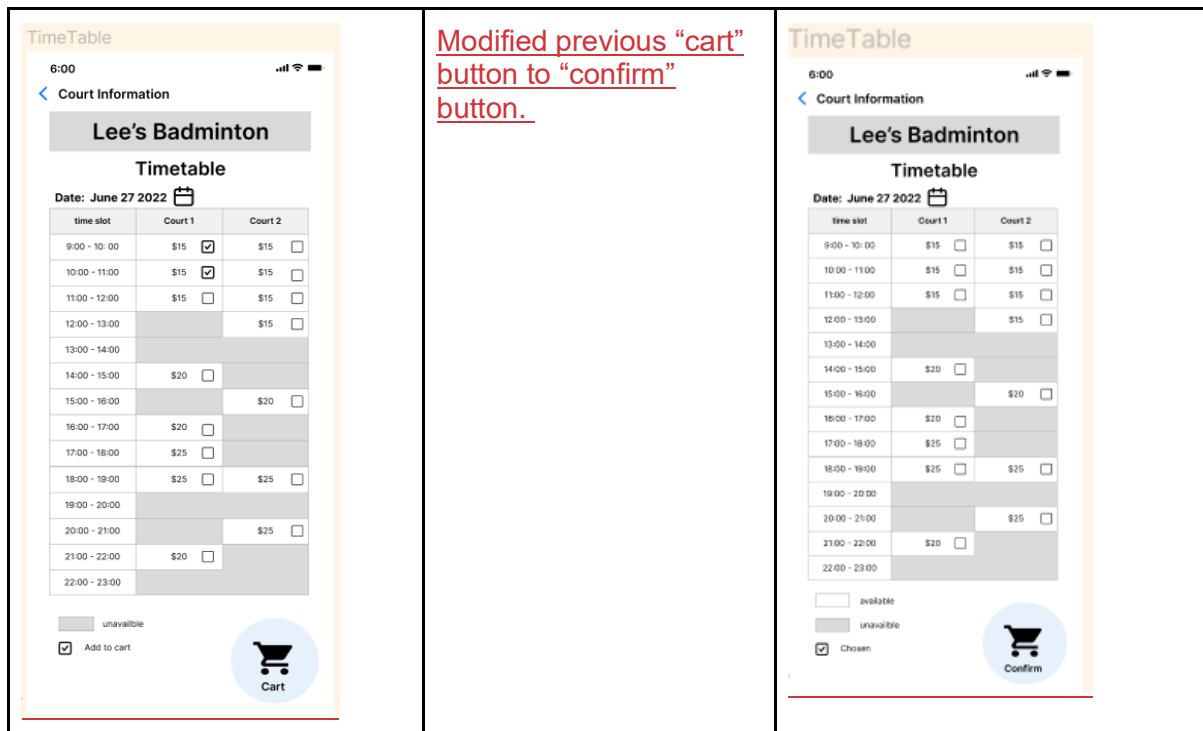 TimeTable
6:00
Court Information
Lee's Badminton
Timetable
Date: June 27 2022
time slot Court 1 Court 2
9:00 - 10: 00 $15 $15
10:00 - 11:00 $15 $15
11:00 - 12:00 $15 $15
12:00 - 13:00 $15
13:00 - 14:00
14:00 - 15:00 $20
15:00 - 16:00 $20
16:00 - 17:00 $20
17:00 - 18:00 $25
18:00 - 19:00 $25 $25
19:00 - 20:00
20:00 - 21:00 $25
21:00 - 22:00 $20
22:00 - 23:00
unavailble
Add to cart
Cart
Modified previous “cart”
button to “confirm”
button.
TimeTable
6:00
Court Information
Lee's Badminton
Timetable
Date: June 27 2022
time slot Court 1 Court 2
9:00 - 10: 00 $15 $15
10:00 - 11:00 $15 $15
11:00 - 12:00 $15 $15
12:00 - 13:00 $15
13:00 - 14:00
14:00 - 15:00 $20
15:00 - 16:00 $20
16:00 - 17:00 $20
17:00 - 18:00 $25
18:00 - 19:00 $25 $25
19:00 - 20:00
20:00 - 21:00 $25
21:00 - 22:00 $20
22:00 - 23:00
available
unavailble
Chosen
Confirm